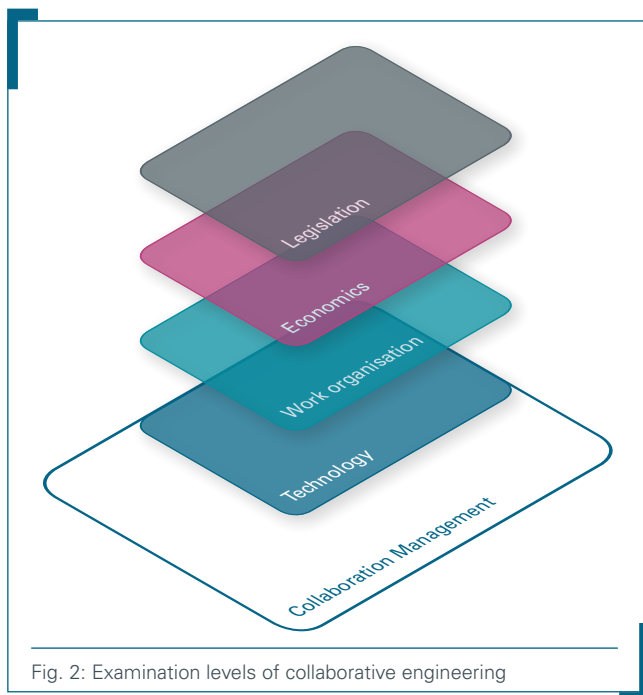 Legislation
Economics
Work organisation
Technology
Collaboration Management
Fig. 2: Examination levels of collaborative engineering